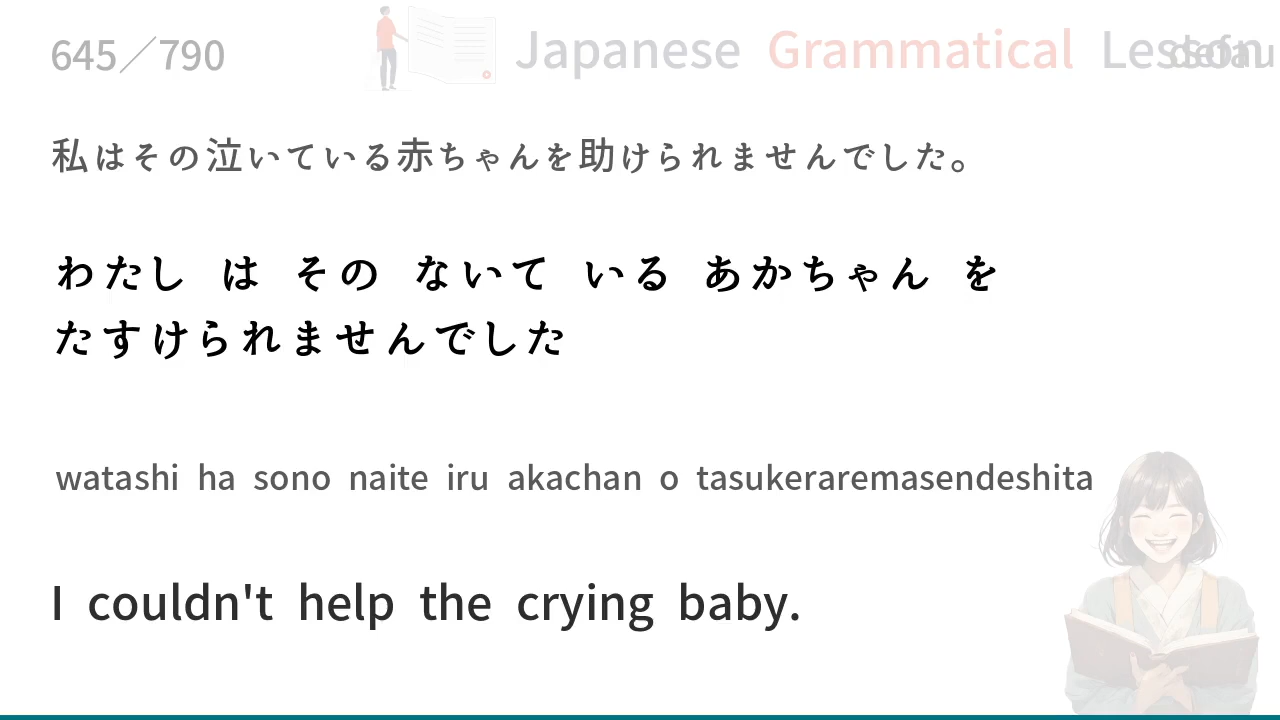 645／790
Japanese Grammatical Lesson
私はその泣いている赤ちゃんを助けられませんでした。
わたし は その ないて いる あかちゃん を
たすけられませんでした
watashi ha sono naite iru akachan o tasukeraremasendeshita
I couldn't help the crying baby.